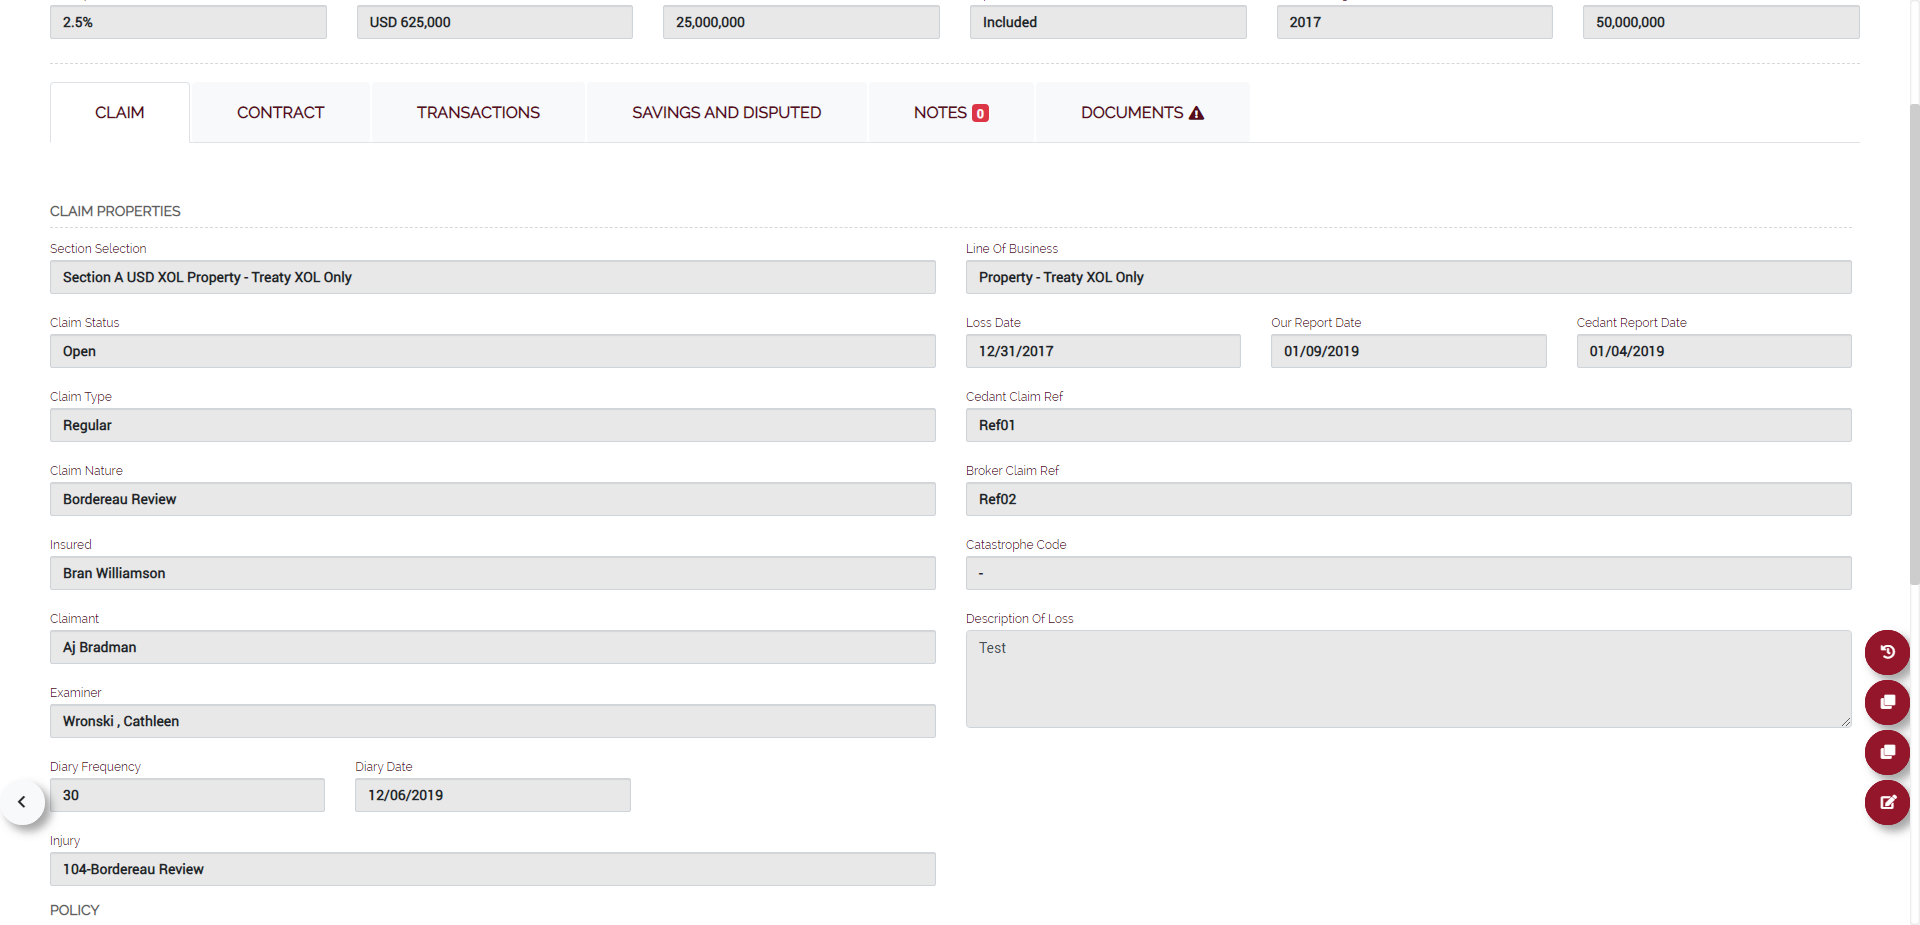 2.5% USD 625,000 25,000,000 Included 2017 50,000,000
CLAIM CONTRACT TRANSACTIONS SAVINGS AND DISPUTED NOTES 0 DOCUMENTS
CLAIM PROPERTIES
Section Selection Line Of Business
Section A USD XOL Property - Treaty XOL Only Property - Treaty XOL Only
Claim Status Loss Date Our Report Date Cedant Report Date
Open 12/31/2017 01/09/2019 01/04/2019
Claim Type Cedant Claim Ref
Regular Ref01
Claim Nature Broker Claim Ref
Bordereau Review Ref02
Insured Catastrophe Code
Bran Williamson -
Claimant Description Of Loss
Aj Bradman Test
Examiner
Wronski , Cathleen
Diary Frequency Diary Date
30 12/06/2019
Injury
104-Bordereau Review
POLICY